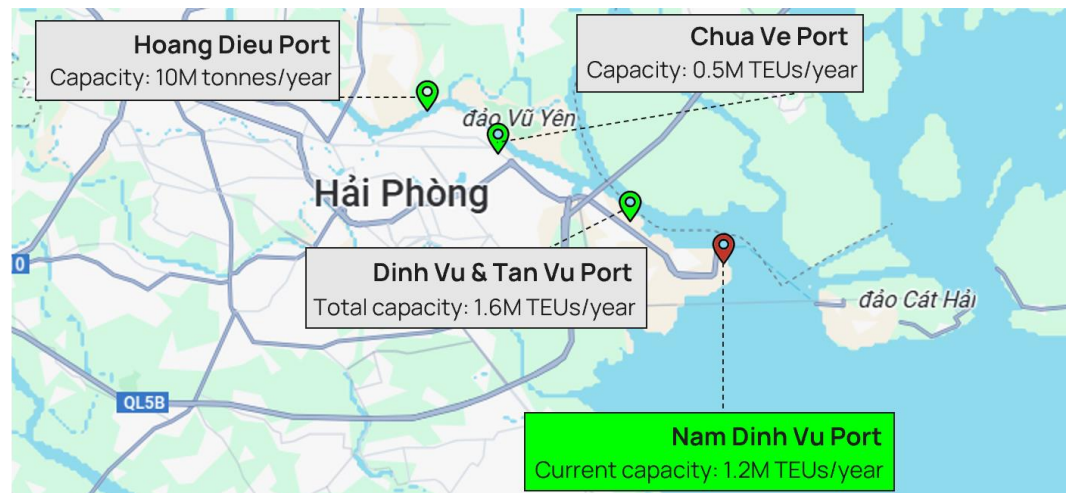 Hoang Dieu Port
Capacity: 10M tonnes/year
Chua Ve Port
Capacity: 0.5M TEUs/year
đảo Vũ Yên
Hải Phòng
0
Dinh Vu & Tan Vu Port
Total capacity: 1.6M TEUs/year
đảo Cát Hải
QL5B
Nam Dinh Vu Port
Current capacity: 1.2M TEUs/year